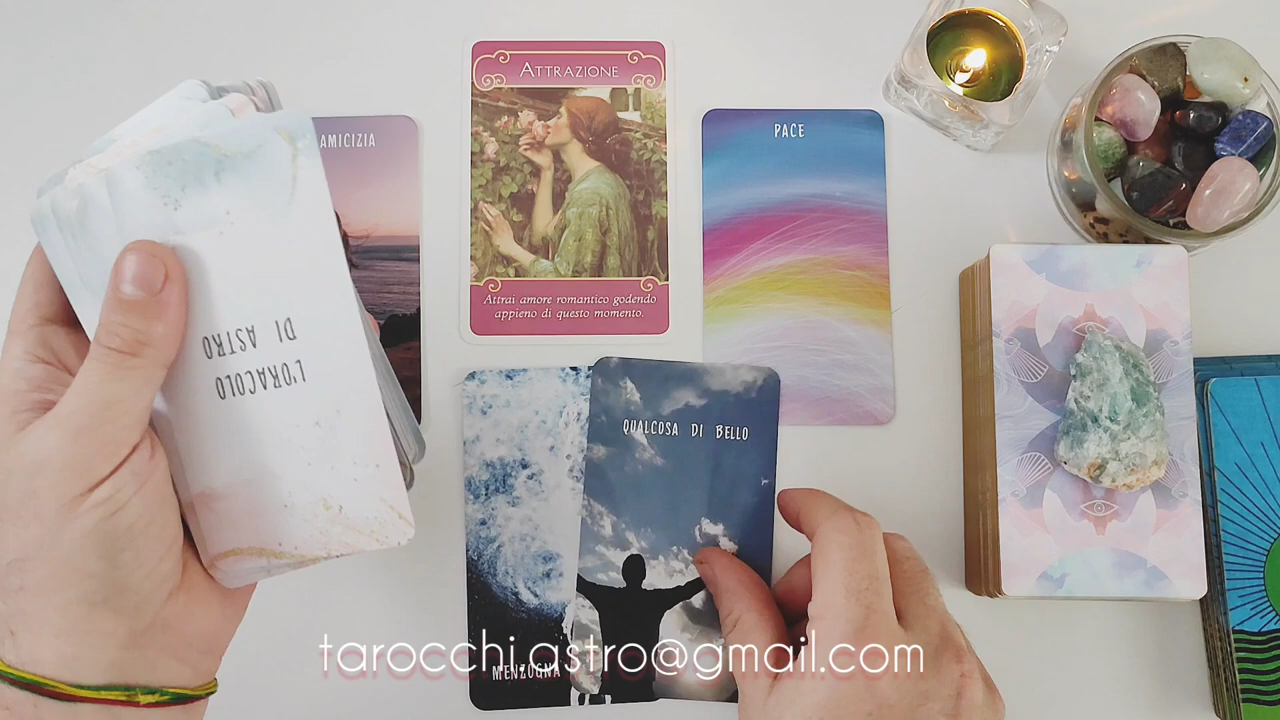 AMICIZIA
ATTRAZIONE
Attrai amore romantico godendo
appieno di questo momento.
PACE
L'ORACOLO
DI ASTRO
QUALCOSA DI BELLO
MENZOGNA
tarocchi.astro@gmail.com